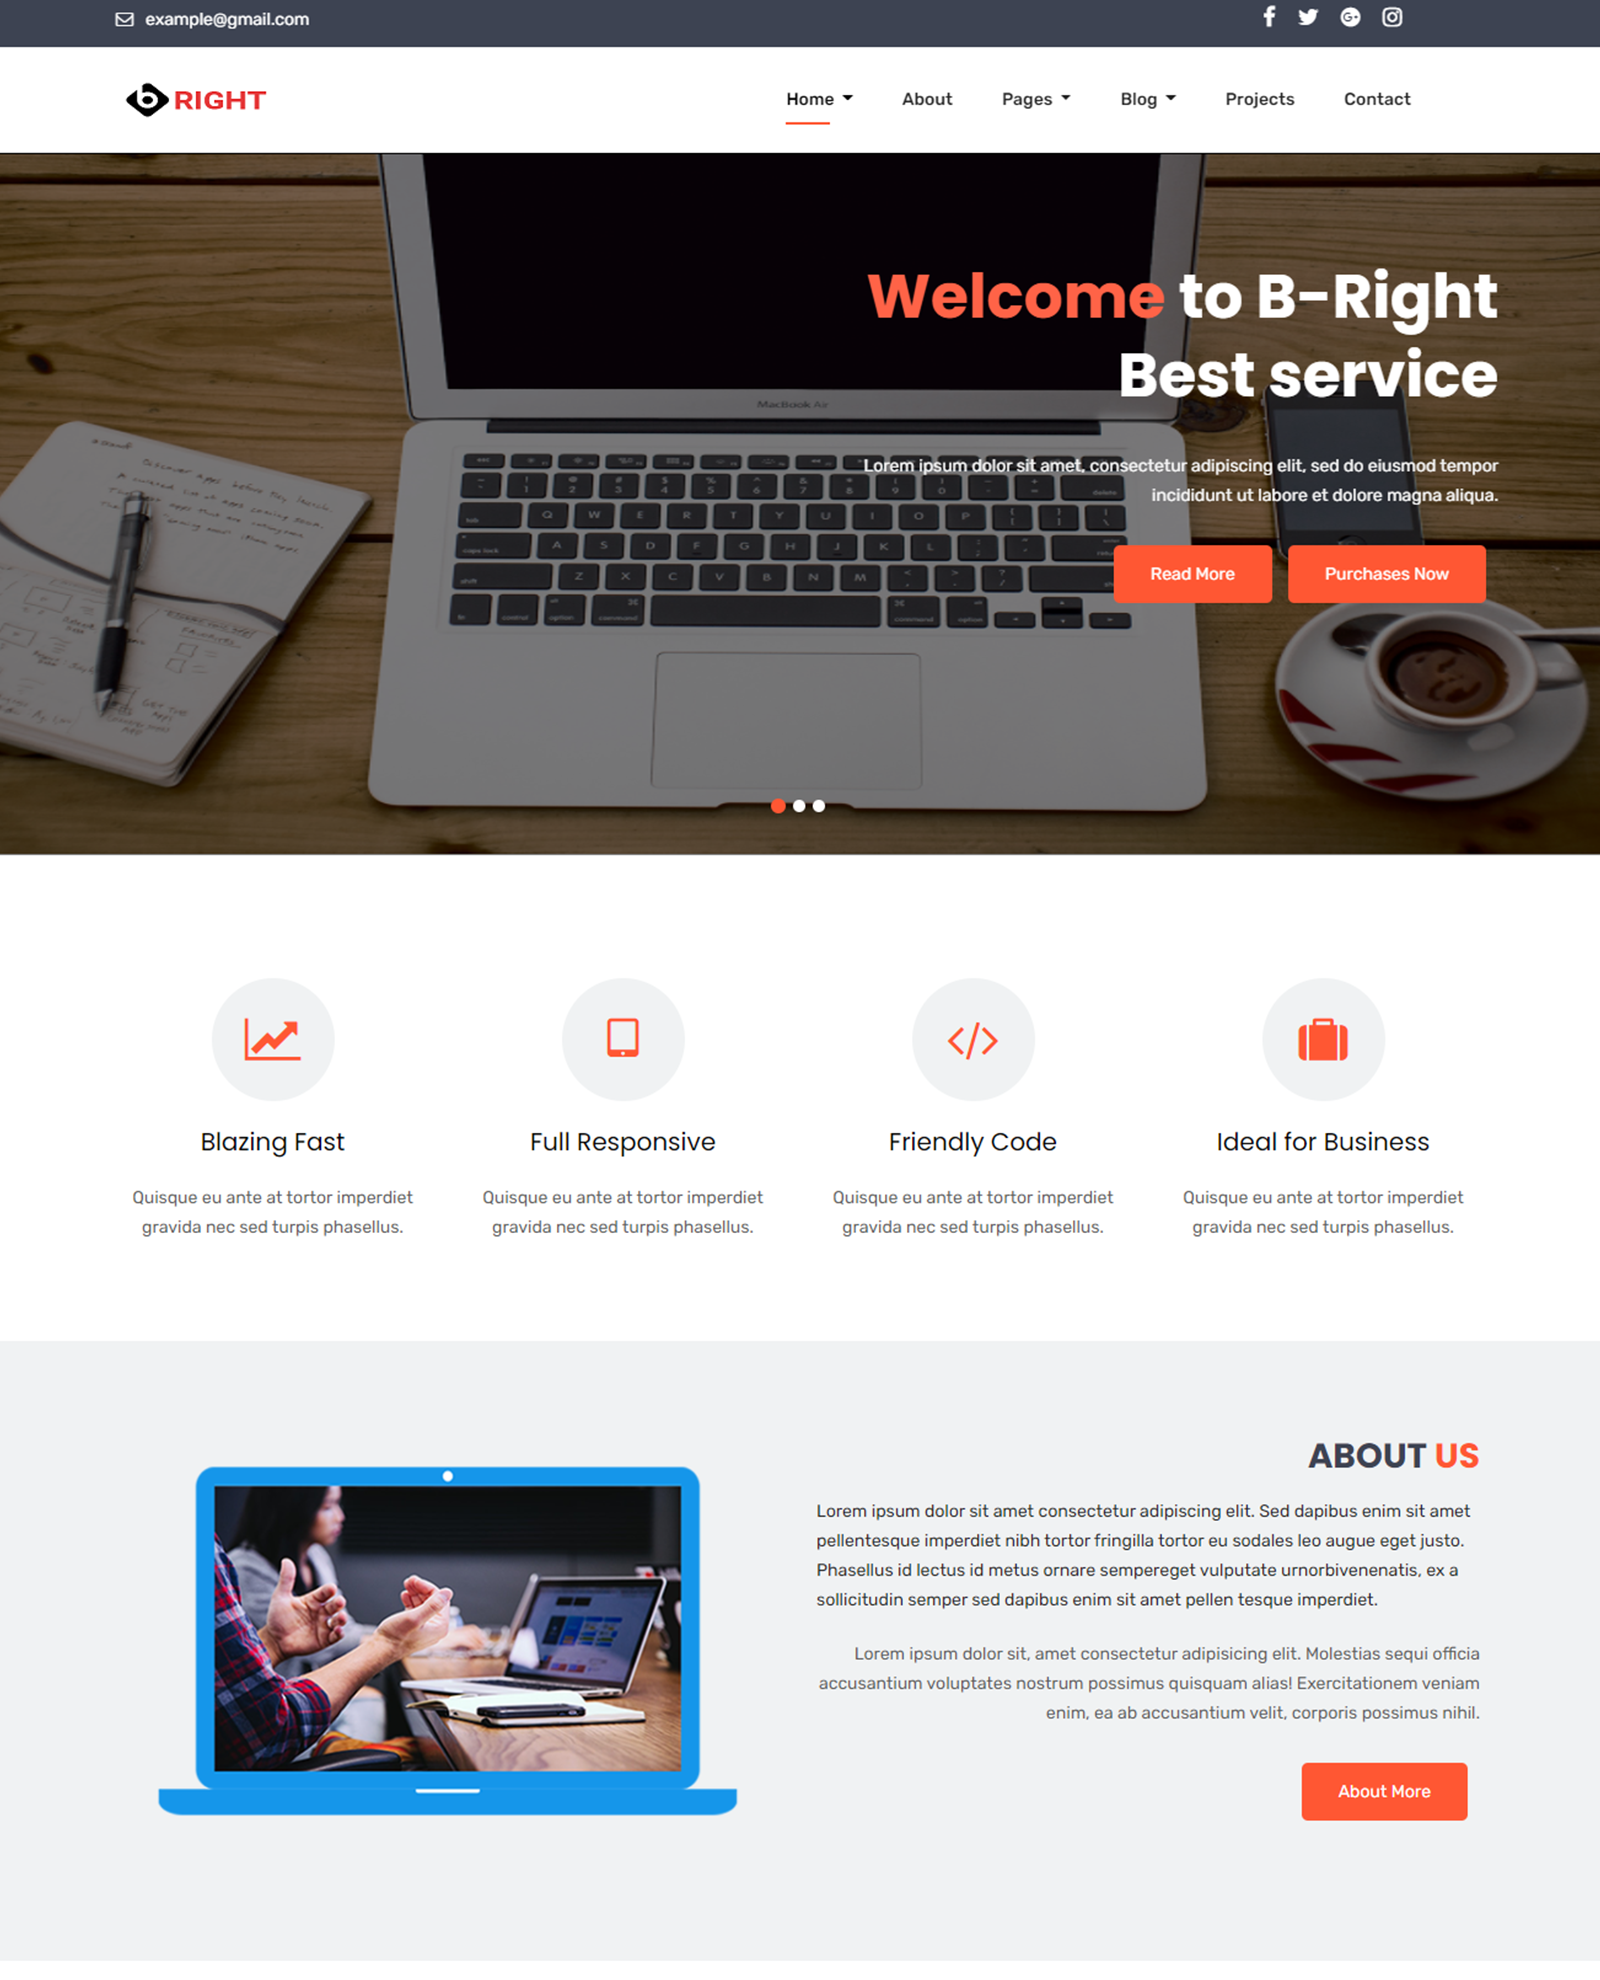 example@gmail.com
b RIGHT
Home About Pages Blog Projects Contact
Welcome to B-Right
Best service
MacBook Air
Lorem ipsum dolor sit amet, consectetur adipiscing elit, sed do eiusmod tempor
incididunt ut labore et dolore magna aliqua.
Read More Purchases Now
Blazing Fast
Quisque eu ante at tortor imperdiet
gravida nec sed turpis phasellus.
Full Responsive
Quisque eu ante at tortor imperdiet
gravida nec sed turpis phasellus.
Friendly Code
Quisque eu ante at tortor imperdiet
gravida nec sed turpis phasellus.
Ideal for Business
Quisque eu ante at tortor imperdiet
gravida nec sed turpis phasellus.
ABOUT US
Lorem ipsum dolor sit amet consectetur adipiscing elit. Sed dapibus enim sit amet
pellentesque imperdiet nibh tortor fringilla tortor eu sodales leo augue eget justo.
Phasellus id lectus id metus ornare sempereget vulputate urnorbivenenatis, ex a
sollicitudin semper sed dapibus enim sit amet pellen tesque imperdiet.
Lorem ipsum dolor sit, amet consectetur adipisicing elit. Molestias sequi officia
accusantium voluptates nostrum possimus quisquam alias! Exercitationem veniam
enim, ea ab accusantium velit, corporis possimus nihil.
About More